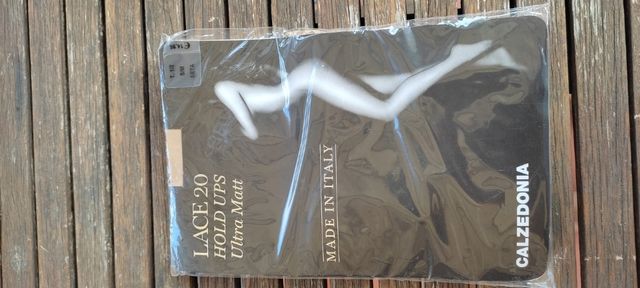 S/M
LACE 20
HOLD UPS
Ultra Matt
MADE IN ITALY
CALZEDONIA